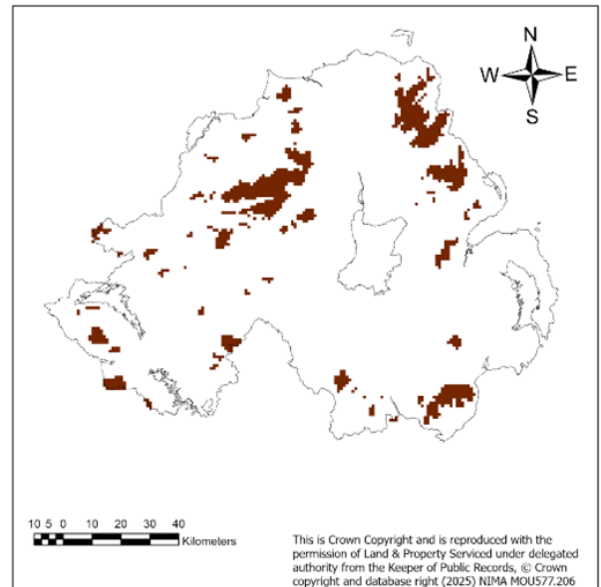 N
W E
S
10 5 0 10 20 30 40
Kilometers
This is Crown Copyright and is reproduced with the
permission of Land & Property Serviced under delegated
authority from the Keeper of Public Records, © Crown
copyright and database right (2025) NIMA MOU577.206